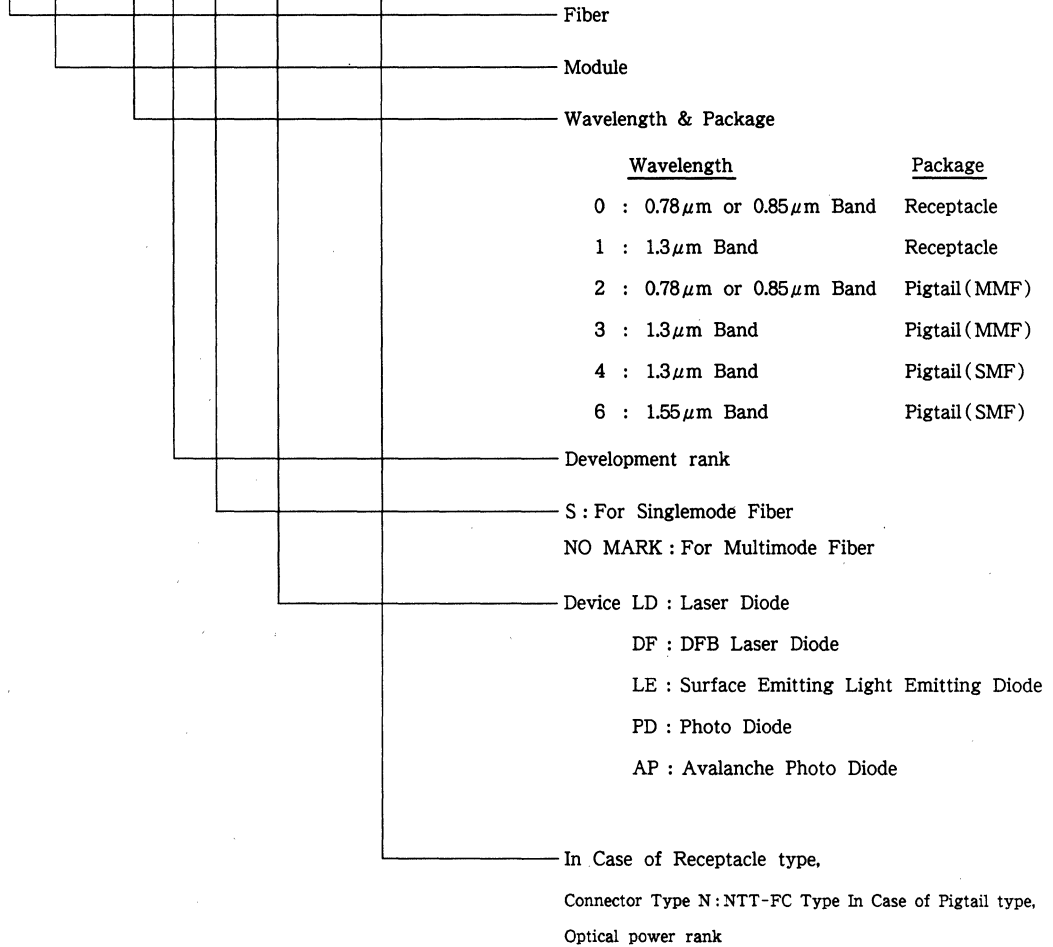 Fiber
Module
Wavelength & Package
Wavelength Package
0 : 0.78μm or 0.85μm Band Receptacle
1 : 1.3μm Band Receptacle
2 : 0.78μm or 0.85μm Band Pigtail(MMF)
3 : 1.3μm Band Pigtail(MMF)
4 : 1.3μm Band Pigtail(SMF)
6 : 1.55μm Band Pigtail(SMF)
Development rank
S : For Singlemode Fiber
NO MARK : For Multimode Fiber
Device LD : Laser Diode
DF : DFB Laser Diode
LE : Surface Emitting Light Emitting Diode
PD : Photo Diode
AP : Avalanche Photo Diode
In Case of Receptacle type,
Connector Type N : NTT-FC Type In Case of Pigtail type,
Optical power rank